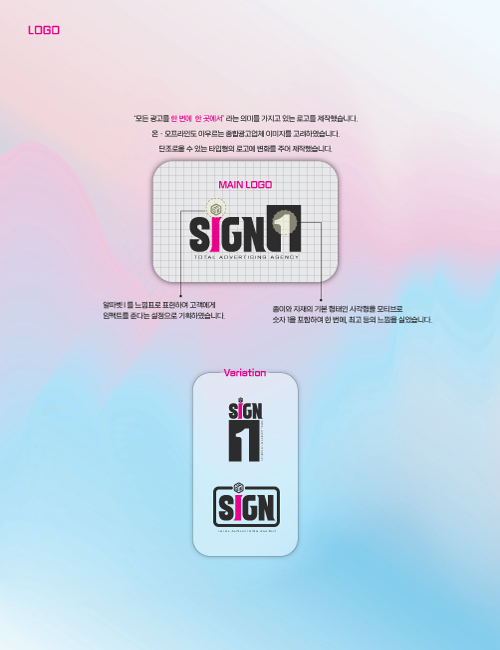 LOGO
'모든 광고를 한 번에 한 곳에서' 라는 의미를 가지고 있는 로고를 제작했습니다.
온 · 오프라인도 아우르는 종합광고업체 이미지를 고려하였습니다.
단조로울 수 있는 타입형의 로고에 변화를 주어 제작했습니다.
MAIN LOGO
SIGN 1
TOTAL ADVERTISING AGENCY
알파벳 I 를 느낌표로 표현하여 고객에게
임팩트를 준다는 설정으로 기획하였습니다.
종이와 자재의 기본 형태인 사각형을 모티브로
숫자 1을 포함하여 한 번에, 최고 등의 느낌을 실었습니다.
Variation
SIGN
1
SIGN